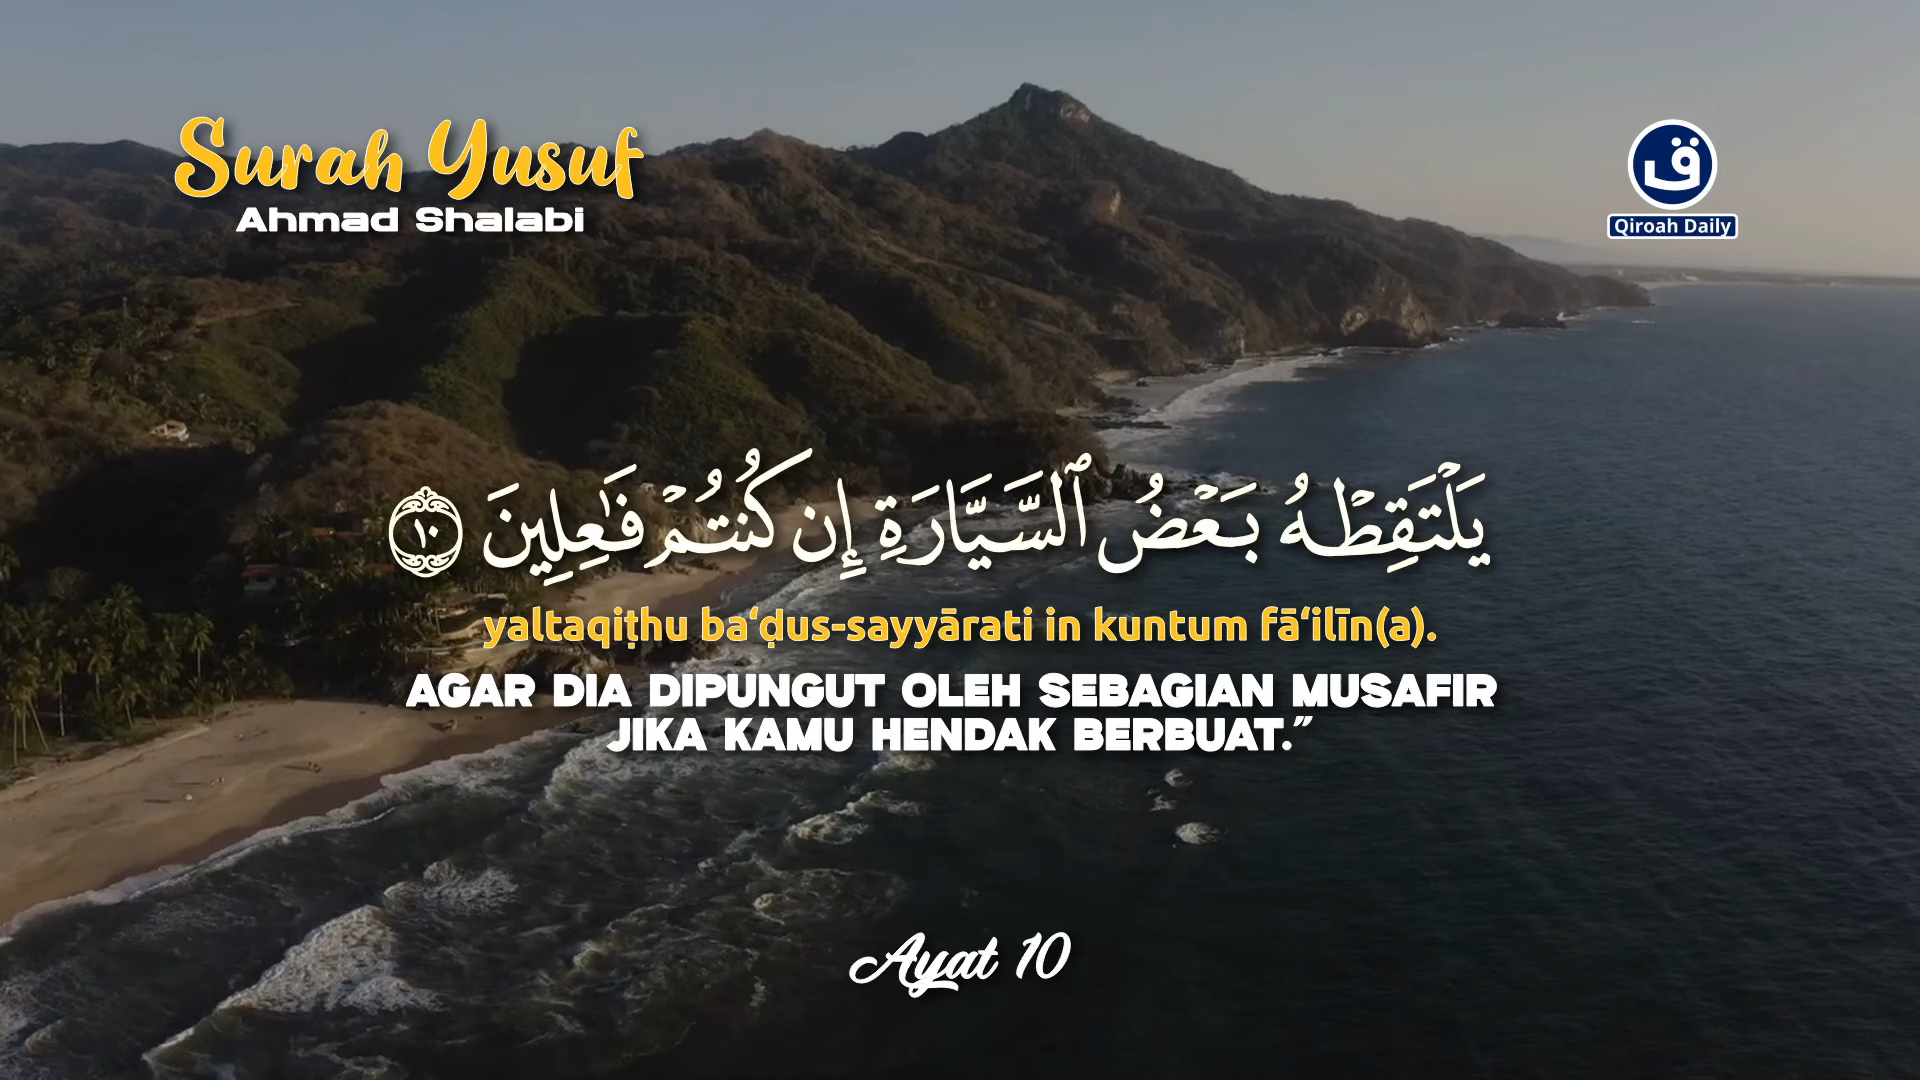 Surah Yusuf
Ahmad Shalabi
ق
Qiroah Daily
يَلْتَقِطْهُ بَعْضُ ٱلسَّيَّارَةِ إِن كُنتُمْ فَٰعِلِينَ ١٠
yaltaqiṭhu ba‘ḍus-sayyārati in kuntum fā‘ilīn(a).
AGAR DIA DIPUNGUT OLEH SEBAGIAN MUSAFIR
JIKA KAMU HENDAK BERBUAT.”
Ayat 10